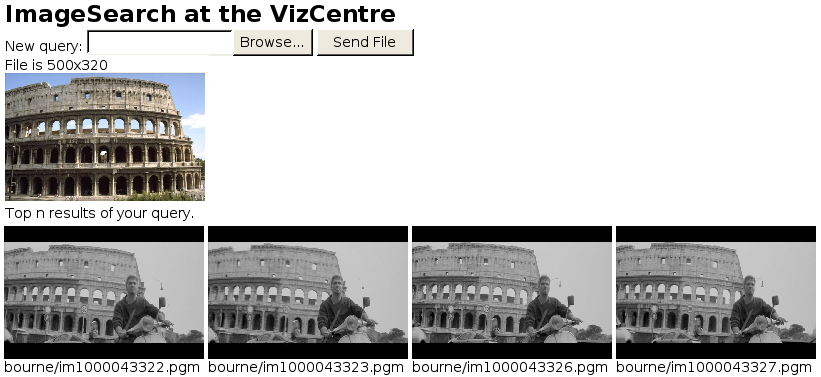 ImageSearch at the VizCentre
New query: Browse... Send File
File is 500x320
Top n results of your query.
bourne/im1000043322.pgm bourne/im1000043323.pgm bourne/im1000043326.pgm bourne/im1000043327.pgm